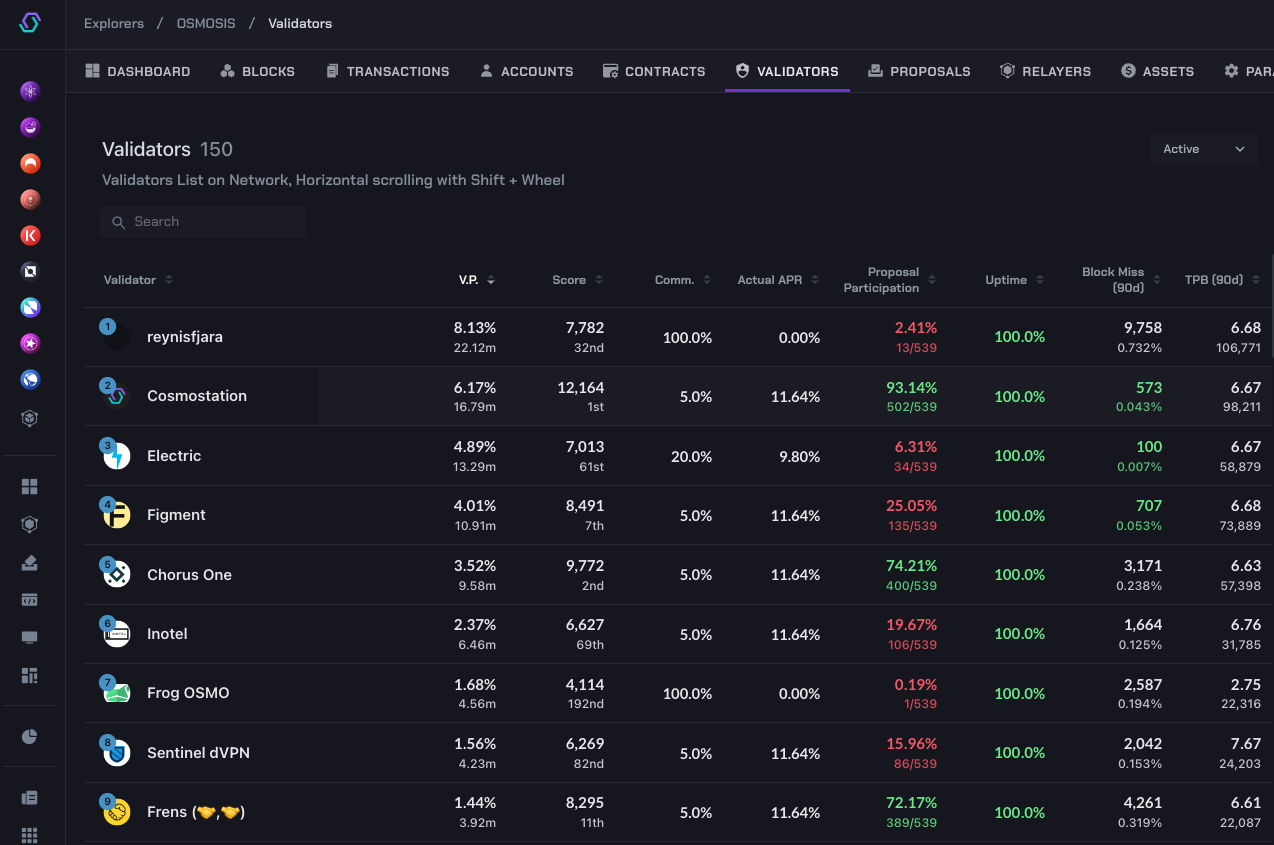 Explorers / OSMOSIS / Validators
DASHBOARD BLOCKS TRANSACTIONS ACCOUNTS CONTRACTS VALIDATORS PROPOSALS RELAYERS ASSETS PARA
Validators 150
Active
Validators List on Network, Horizontal scrolling with Shift + Wheel
Search
Validator V.P. Score Comm. Actual APR Proposal Participation Uptime Block Miss (90d) TPB (90d)
1 reynisfjara 8.13% 7,782 100.0% 0.00% 2.41% 100.0% 9,758 6.68
22.12m 32nd 13/539 0.732% 106,771
2 Cosmostation 6.17% 12,164 5.0% 11.64% 93.14% 100.0% 573 6.67
16.79m 1st 502/539 0.043% 98,211
3 Electric 4.89% 7,013 20.0% 9.80% 6.31% 100.0% 100 6.67
13.29m 61st 34/539 0.007% 58,879
4 Figment 4.01% 8,491 5.0% 11.64% 25.05% 100.0% 707 6.68
10.91m 7th 135/539 0.053% 73,889
5 Chorus One 3.52% 9,772 5.0% 11.64% 74.21% 100.0% 3,171 6.63
9.58m 2nd 400/539 0.238% 57,398
6 Inotel 2.37% 6,627 5.0% 11.64% 19.67% 100.0% 1,664 6.76
6.46m 69th 106/539 0.125% 31,785
7 Frog OSMO 1.68% 4,114 100.0% 0.00% 0.19% 100.0% 2,587 2.75
4.56m 192nd 1/539 0.194% 22,316
8 Sentinel dVPN 1.56% 6,269 5.0% 11.64% 15.96% 100.0% 2,042 7.67
4.23m 82nd 86/539 0.153% 24,203
9 Frens (🤝,🤝) 1.44% 8,295 5.0% 11.64% 72.17% 100.0% 4,261 6.61
3.92m 11th 389/539 0.319% 22,087